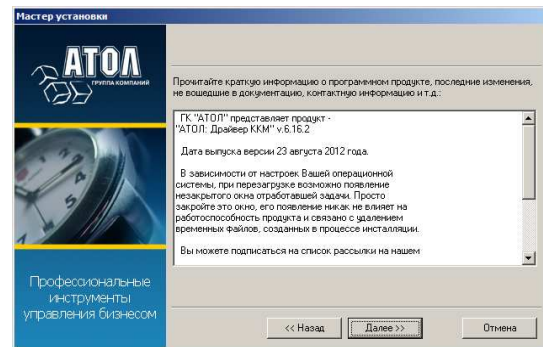 Мастер установки
АТОЛ
ГРУППА КОМПАНИЙ
Профессиональные
инструменты
управления бизнесом
Прочитайте краткую информацию о программном продукте, последние изменения,
не вошедшие в документацию, контактную информацию и т.д.:
ГК "АТОЛ" представляет продукт -
"АТОЛ: Драйвер ККМ" v.6.16.2
Дата выпуска версии 23 августа 2012 года.
В зависимости от настроек Вашей операционной
системы, при перезагрузке возможно появление
незакрытого окна отработавшей задачи. Просто
закройте это окно, его появление никак не влияет на
работоспособность продукта и связано с удалением
временных файлов, созданных в процессе инсталляции.
Вы можете подписаться на список рассылки на нашем
<< Назад
Далее >>
Отмена